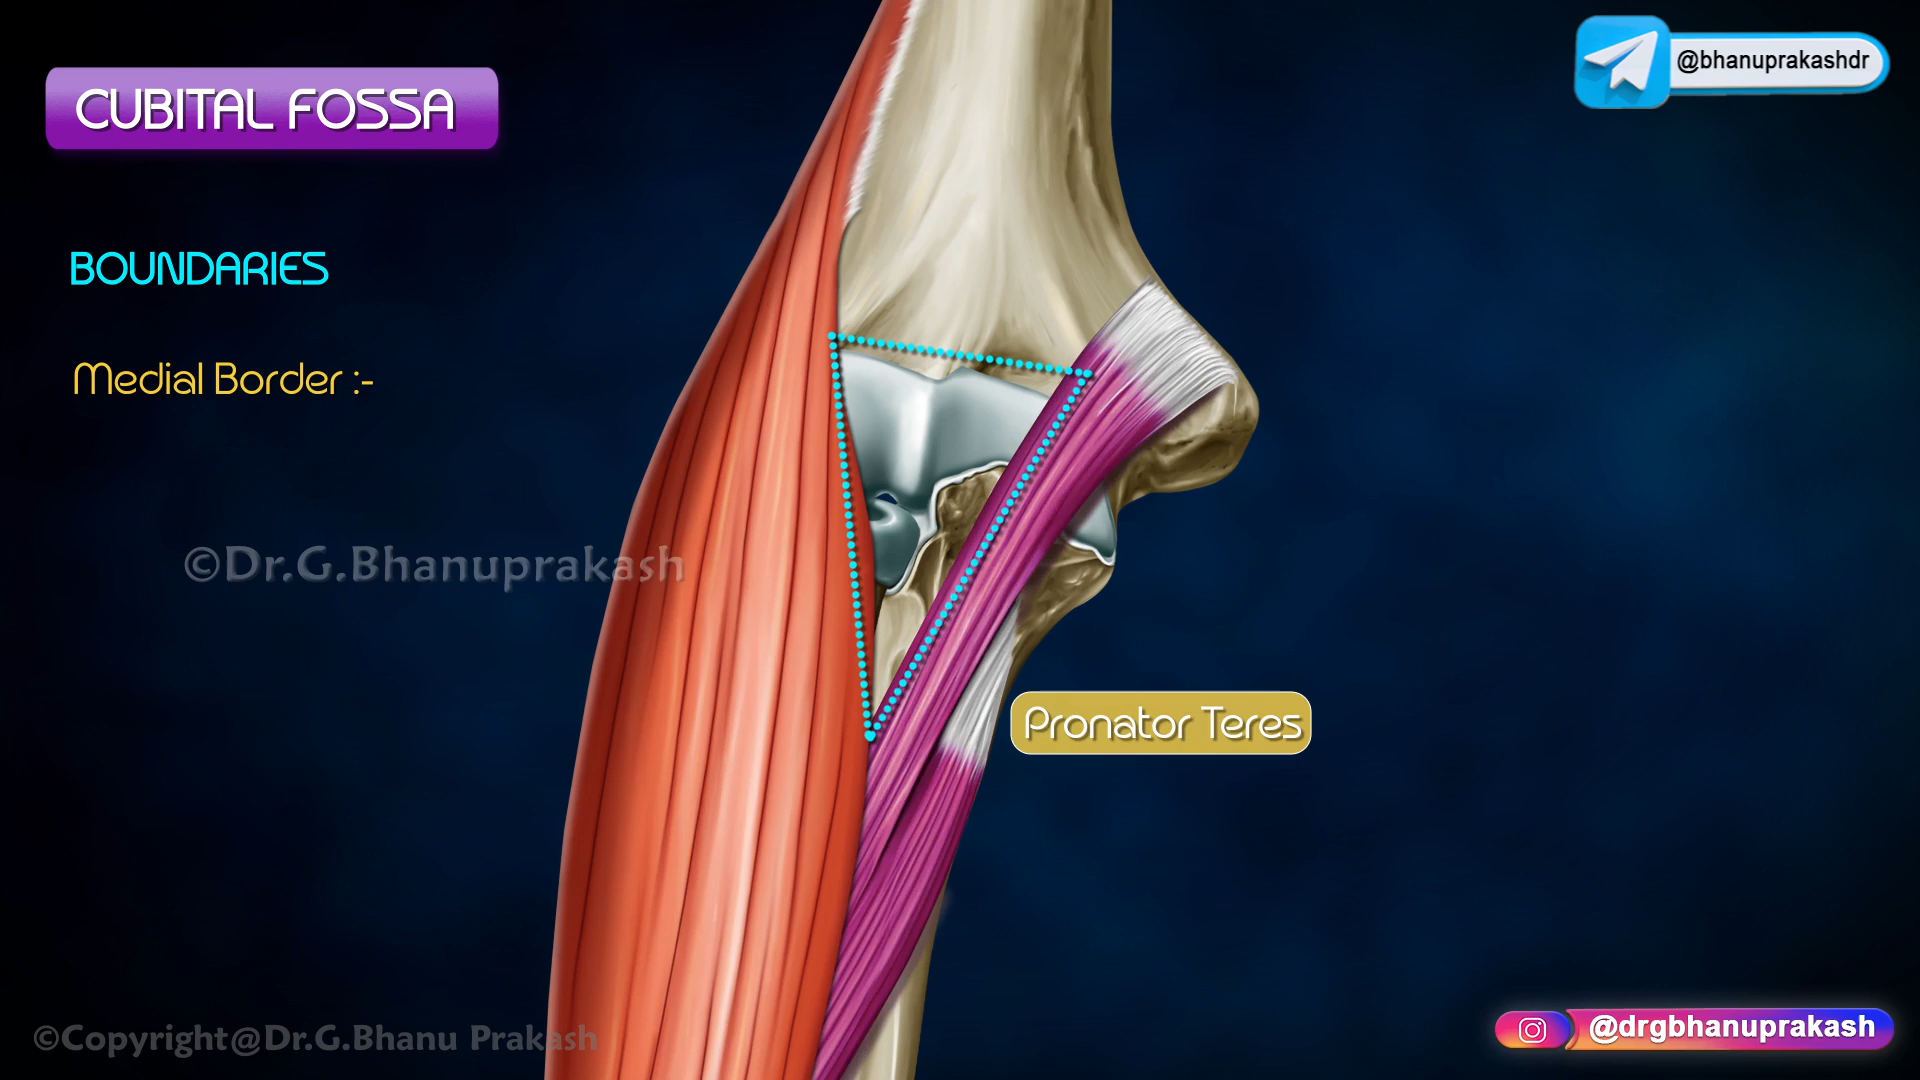 CUBITAL FOSSA
@bhanuprakashdr
BOUNDARIES
Medial Border :-
©Dr.G.Bhanuprakash
Pronator Teres
©Copyright@Dr.G.Bhanu Prakash
@drgbhanuprakash